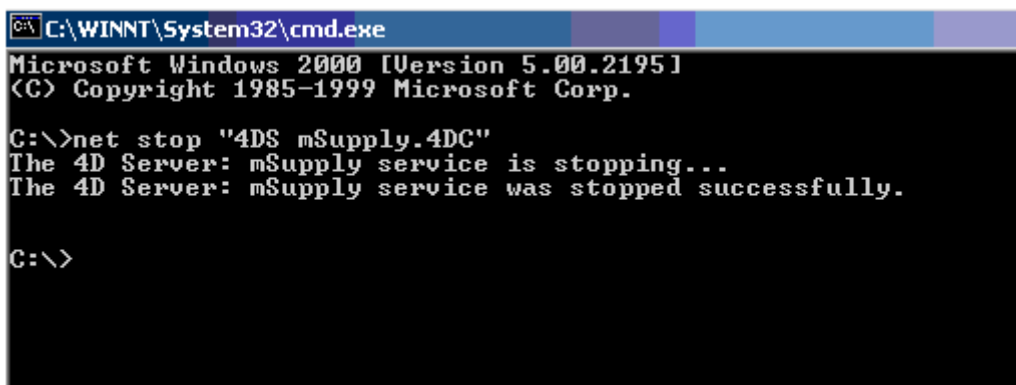 C:\WINNT\System32\cmd.exe
Microsoft Windows 2000 [Version 5.00.2195]
(C) Copyright 1985-1999 Microsoft Corp.
C:\>net stop "4DS mSupply.4DC"
The 4D Server: mSupply service is stopping...
The 4D Server: mSupply service was stopped successfully.
C:\>